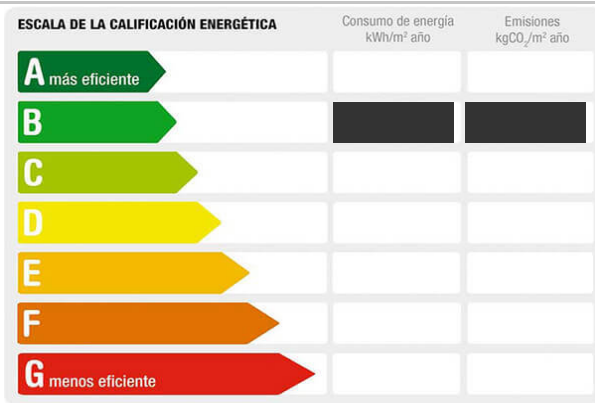 ESCALA DE LA CALIFICACIÓN ENERGÉTICA
Consumo de energía
kWh/m² año
Emisiones
kgCO₂/m² año
A más eficiente
B
C
D
E
F
G menos eficiente